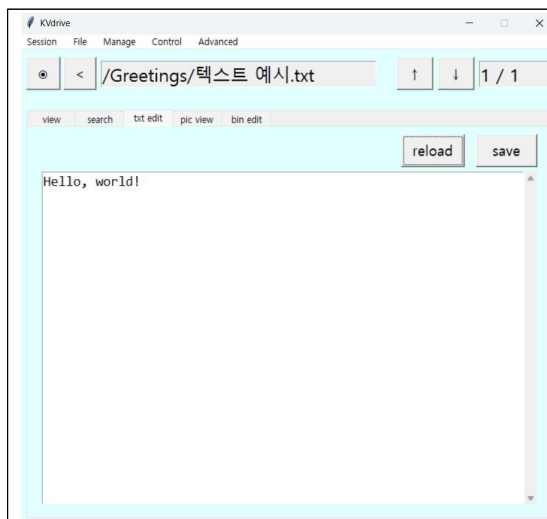 KVdrive
Session File Manage Control Advanced
< /Greetings/텍스트 예시.txt ↑ ↓ 1 / 1
view search txt edit pic view bin edit
reload save
Hello, world!